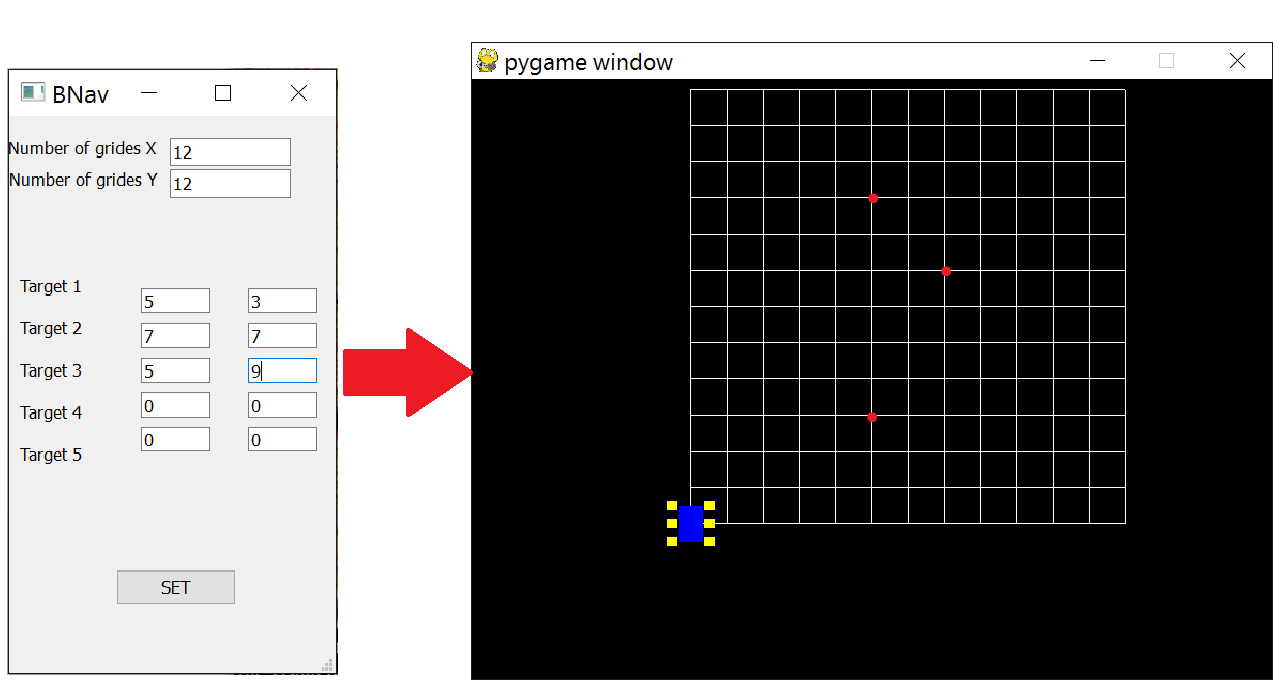 BNav
Number of grides X 12
Number of grides Y 12
Target 1 5 3
Target 2 7 7
Target 3 5 9
Target 4 0 0
Target 5 0 0
SET
pygame window